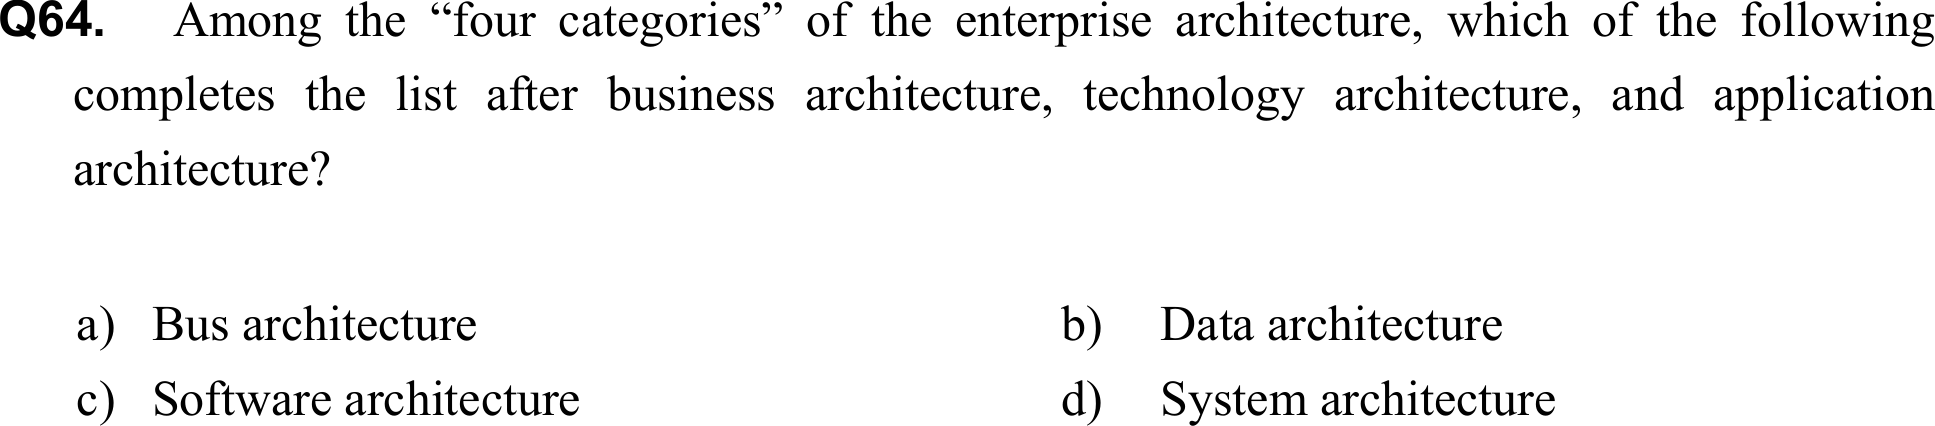 Q64. Among the “four categories” of the enterprise architecture, which of the following
completes the list after business architecture, technology architecture, and application
architecture?
a) Bus architecture b) Data architecture
c) Software architecture d) System architecture